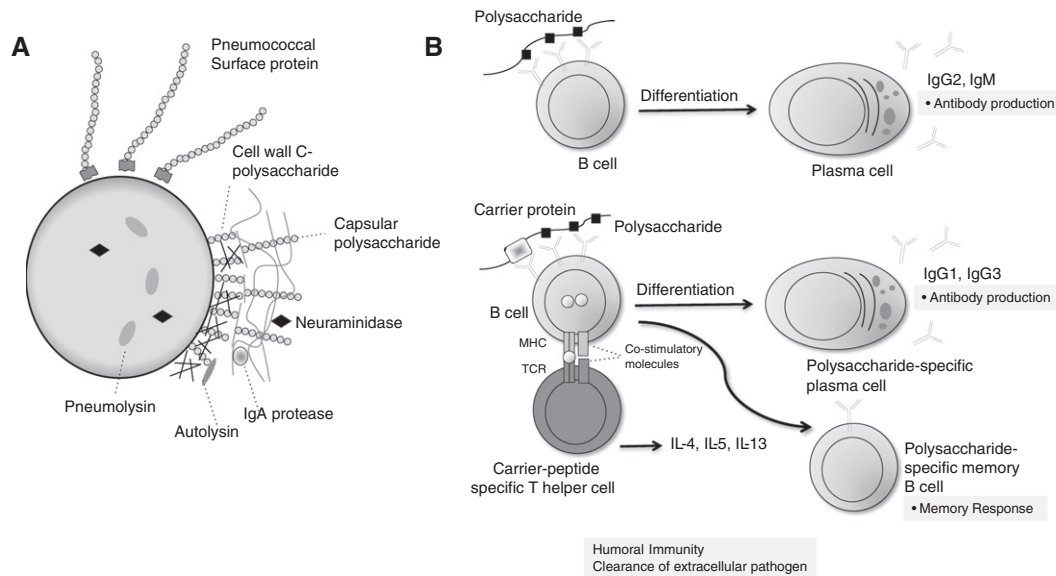 A
Pneumococcal
Surface protein
Cell wall C-
polysaccharide
Capsular
polysaccharide
Neuraminidase
IgA protease
Autolysin
Pneumolysin
B
Polysaccharide
B cell
Differentiation
Plasma cell
IgG2, IgM
• Antibody production
Carrier protein
Polysaccharide
B cell
Differentiation
MHC
TCR
Co-stimulatory
molecules
IgG1, IgG3
• Antibody production
Polysaccharide-specific
plasma cell
IL-4, IL-5, IL-13
Carrier-peptide
specific T helper cell
Polysaccharide-
specific memory
B cell
• Memory Response
Humoral Immunity
Clearance of extracellular pathogen